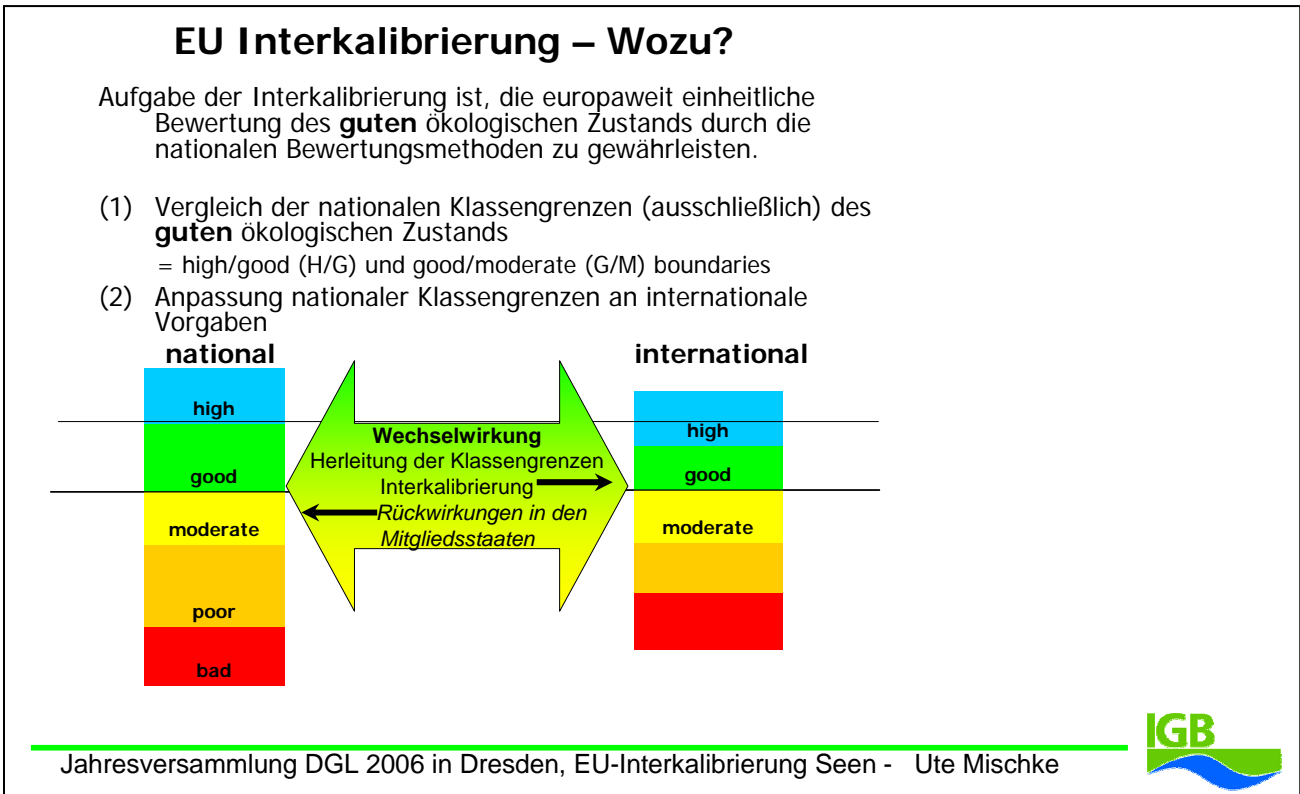 EU Interkalibrierung – Wozu?
Aufgabe der Interkalibrierung ist, die europaweit einheitliche
Bewertung des guten ökologischen Zustands durch die
nationalen Bewertungsmethoden zu gewährleisten.
(1) Vergleich der nationalen Klassengrenzen (ausschließlich) des
guten ökologischen Zustands
= high/good (H/G) und good/moderate (G/M) boundaries
(2) Anpassung nationaler Klassengrenzen an internationale
Vorgaben
national
high
good
moderate
poor
bad
Wechselwirkung
Herleitung der Klassengrenzen
Interkalibrierung
Rückwirkungen in den
Mitgliedsstaaten
international
high
good
moderate
IGB
Jahresversammlung DGL 2006 in Dresden, EU-Interkalibrierung Seen - Ute Mischke